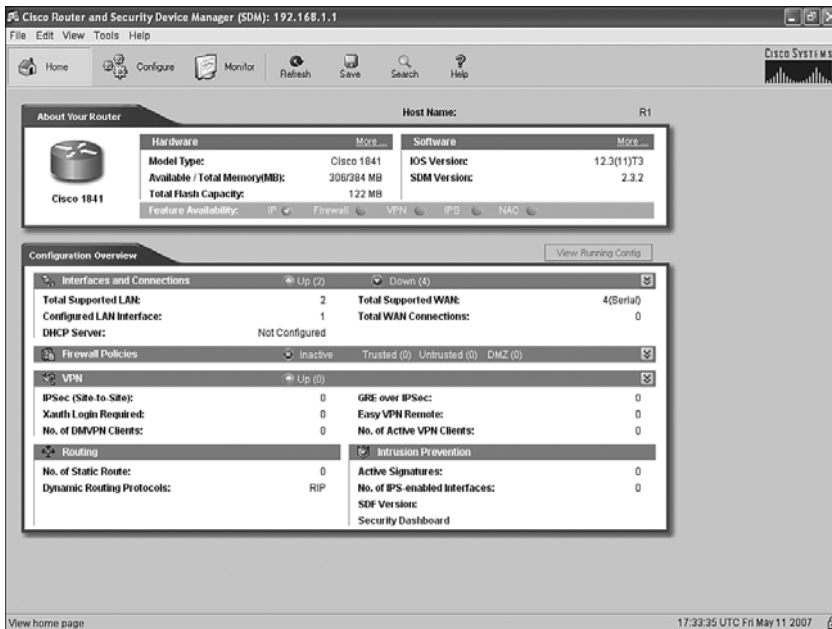 Cisco Router and Security Device Manager (SDM): 192.168.1.1
File Edit View Tools Help
Home Configure Monitor Refresh Save Search Help
CISCO SYSTEMS
About Your Router Host Name: R1
Hardware More ... Software More ...
Model Type: Cisco 1841 IOS Version: 12.3(11)T3
Available / Total Memory(MB): 306/384 MB SDM Version: 2.3.2
Total Flash Capacity: 122 MB
Cisco 1841
Feature Availability: IP Firewall VPN IPS NAC
Configuration Overview View Running Config
Interfaces and Connections Up (2) Down (4)
Total Supported LAN: 2 Total Supported WAN: 4(Serial)
Configured LAN Interface: 1 Total WAN Connections: 0
DHCP Server: Not Configured
Firewall Policies Inactive Trusted (0) Untrusted (0) DMZ (0)
VPN Up (0)
IPSec (Site-to-Site): 0 GRE over IPSec: 0
Xauth Login Required: 0 Easy VPN Remote: 0
No. of DMVPN Clients: 0 No. of Active VPN Clients: 0
Routing Intrusion Prevention
No. of Static Route: 0 Active Signatures: 0
Dynamic Routing Protocols: RIP No. of IPS-enabled Interfaces: 0
SDF Version:
Security Dashboard
View home page 17:33:35 UTC Fri May 11 2007